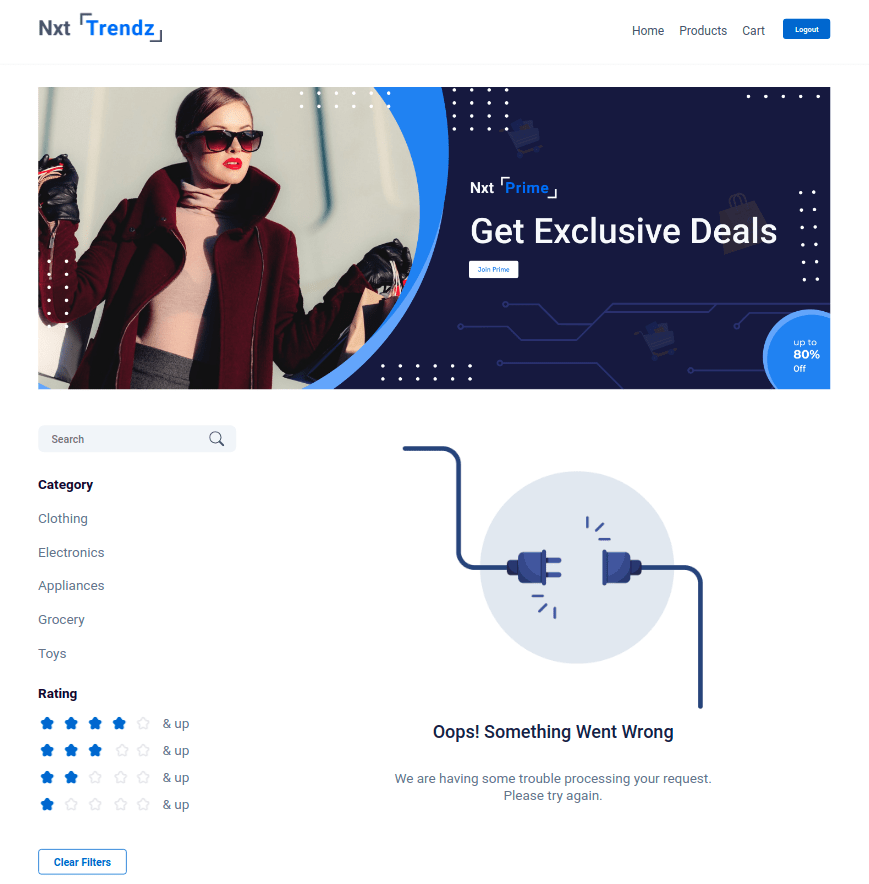 Nxt Trendz
Home Products Cart Logout
Nxt Prime
Get Exclusive Deals
Join Prime
up to
80%
Off
Search
Category
Clothing
Electronics
Appliances
Grocery
Toys
Rating
& up
& up
& up
& up
Clear Filters
Oops! Something Went Wrong
We are having some trouble processing your request.
Please try again.